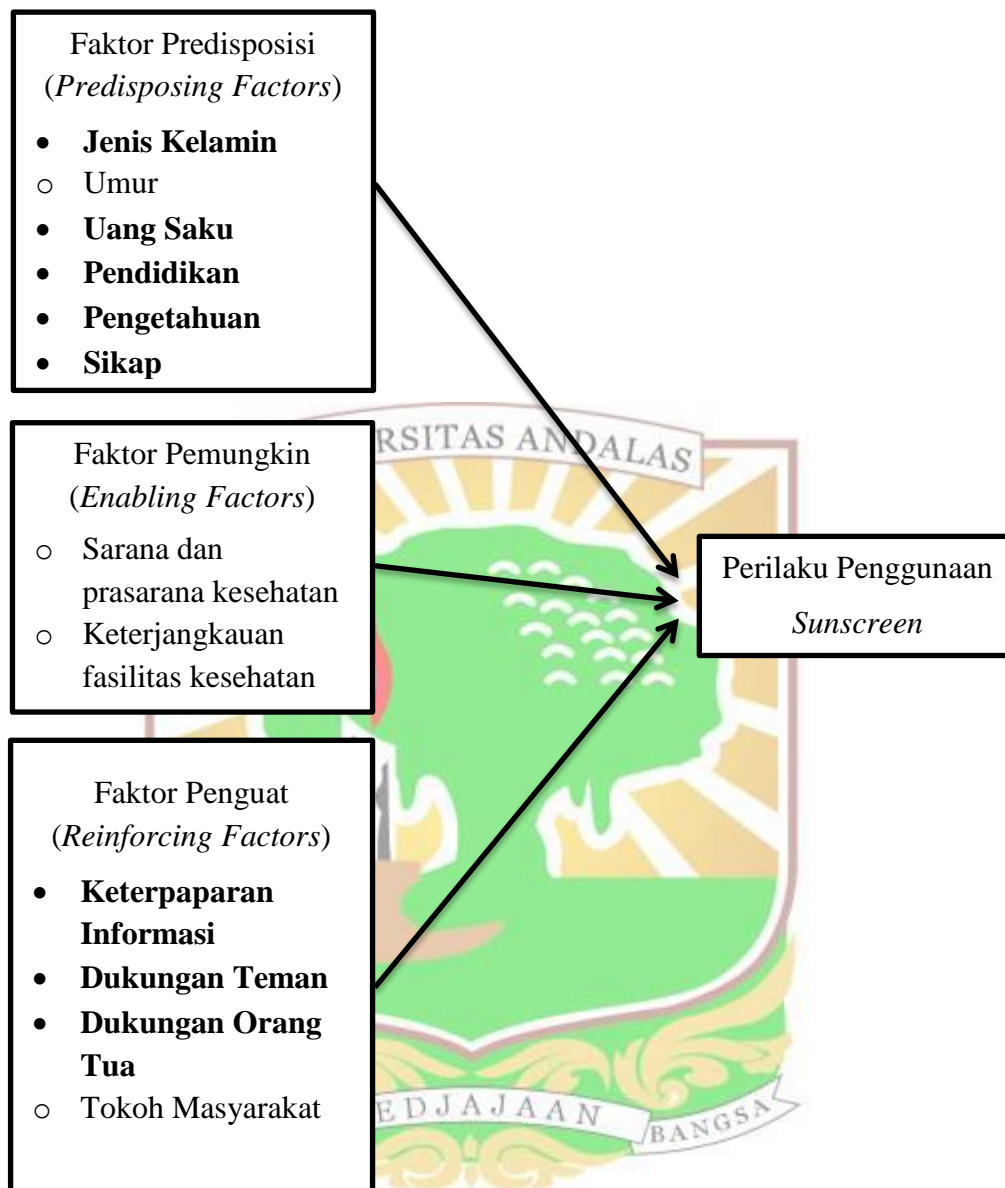 Faktor Predisposisi
(Predisposing Factors)
• Jenis Kelamin
○ Umur
• Uang Saku
• Pendidikan
• Pengetahuan
• Sikap
Faktor Pemungkin
(Enabling Factors)
○ Sarana dan
prasarana kesehatan
○ Keterjangkauan
fasilitas kesehatan
Faktor Penguat
(Reinforcing Factors)
• Keterpaparan
Informasi
• Dukungan Teman
• Dukungan Orang
Tua
○ Tokoh Masyarakat
Perilaku Penggunaan
Sunscreen
RSITAS ANDALAS
EDJAJAAN
BANGSA